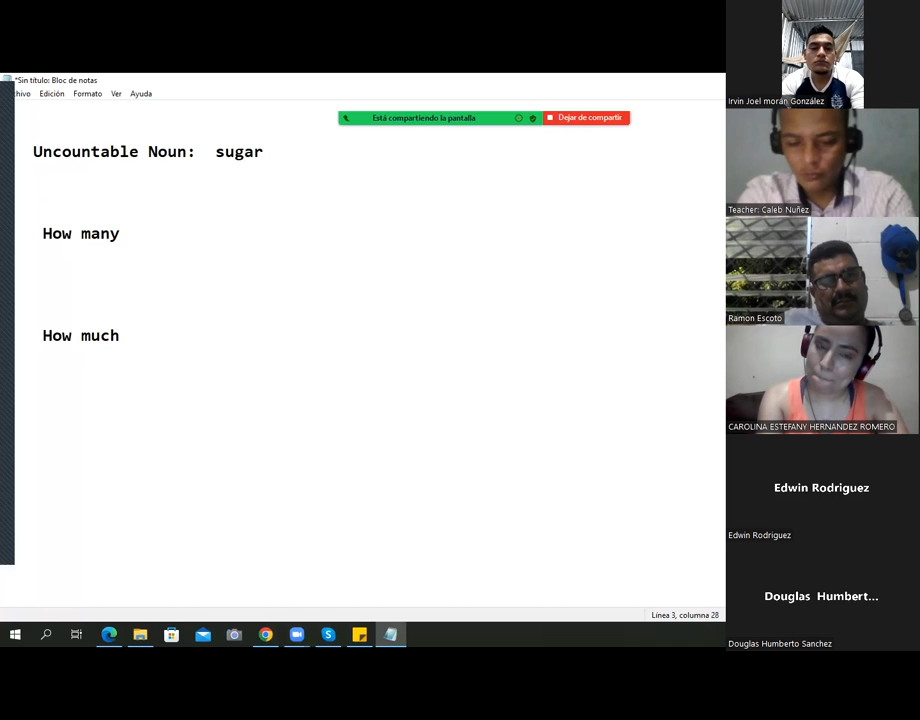 *Sin título: Bloc de notas
hivo Edición Formato Ver Ayuda
Está compartiendo la pantalla Dejar de compartir
Uncountable Noun: sugar
How many
How much
Línea 3, columna 28
Irvin Joel morán González
Teacher: Caleb Nuñez
Ramon Escoto
CAROLINA ESTEFANY HERNANDEZ ROMERO
Edwin Rodriguez
Edwin Rodriguez
Douglas Humbert...
Douglas Humberto Sanchez